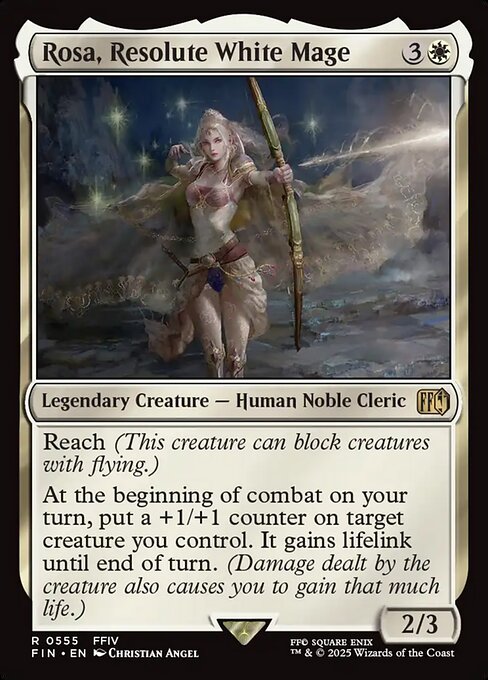 Rosa, Resolute White Mage 3
Legendary Creature — Human Noble Cleric FF
Reach (This creature can block creatures
with flying.)
At the beginning of combat on your
turn, put a +1/+1 counter on target
creature you control. It gains lifelink
until end of turn. (Damage dealt by the
creature also causes you to gain that much
life.)
2/3
R 0555 FFIV
FIN • EN Christian Angel
FF© SQUARE ENIX
™ & © 2025 Wizards of the Coast